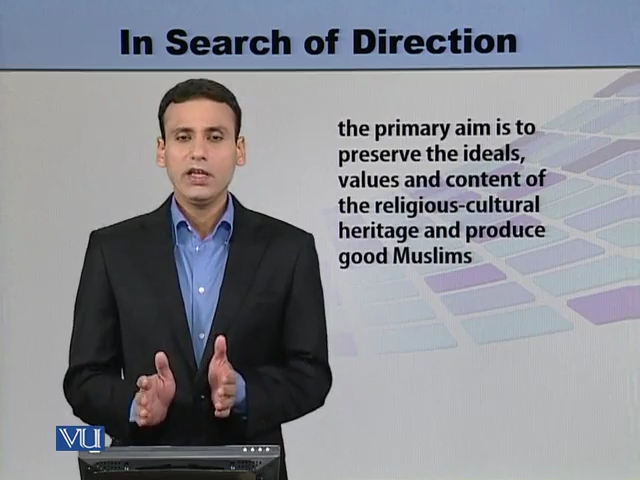 In Search of Direction
the primary aim is to
preserve the ideals,
values and content of
the religious-cultural
heritage and produce
good Muslims
VU